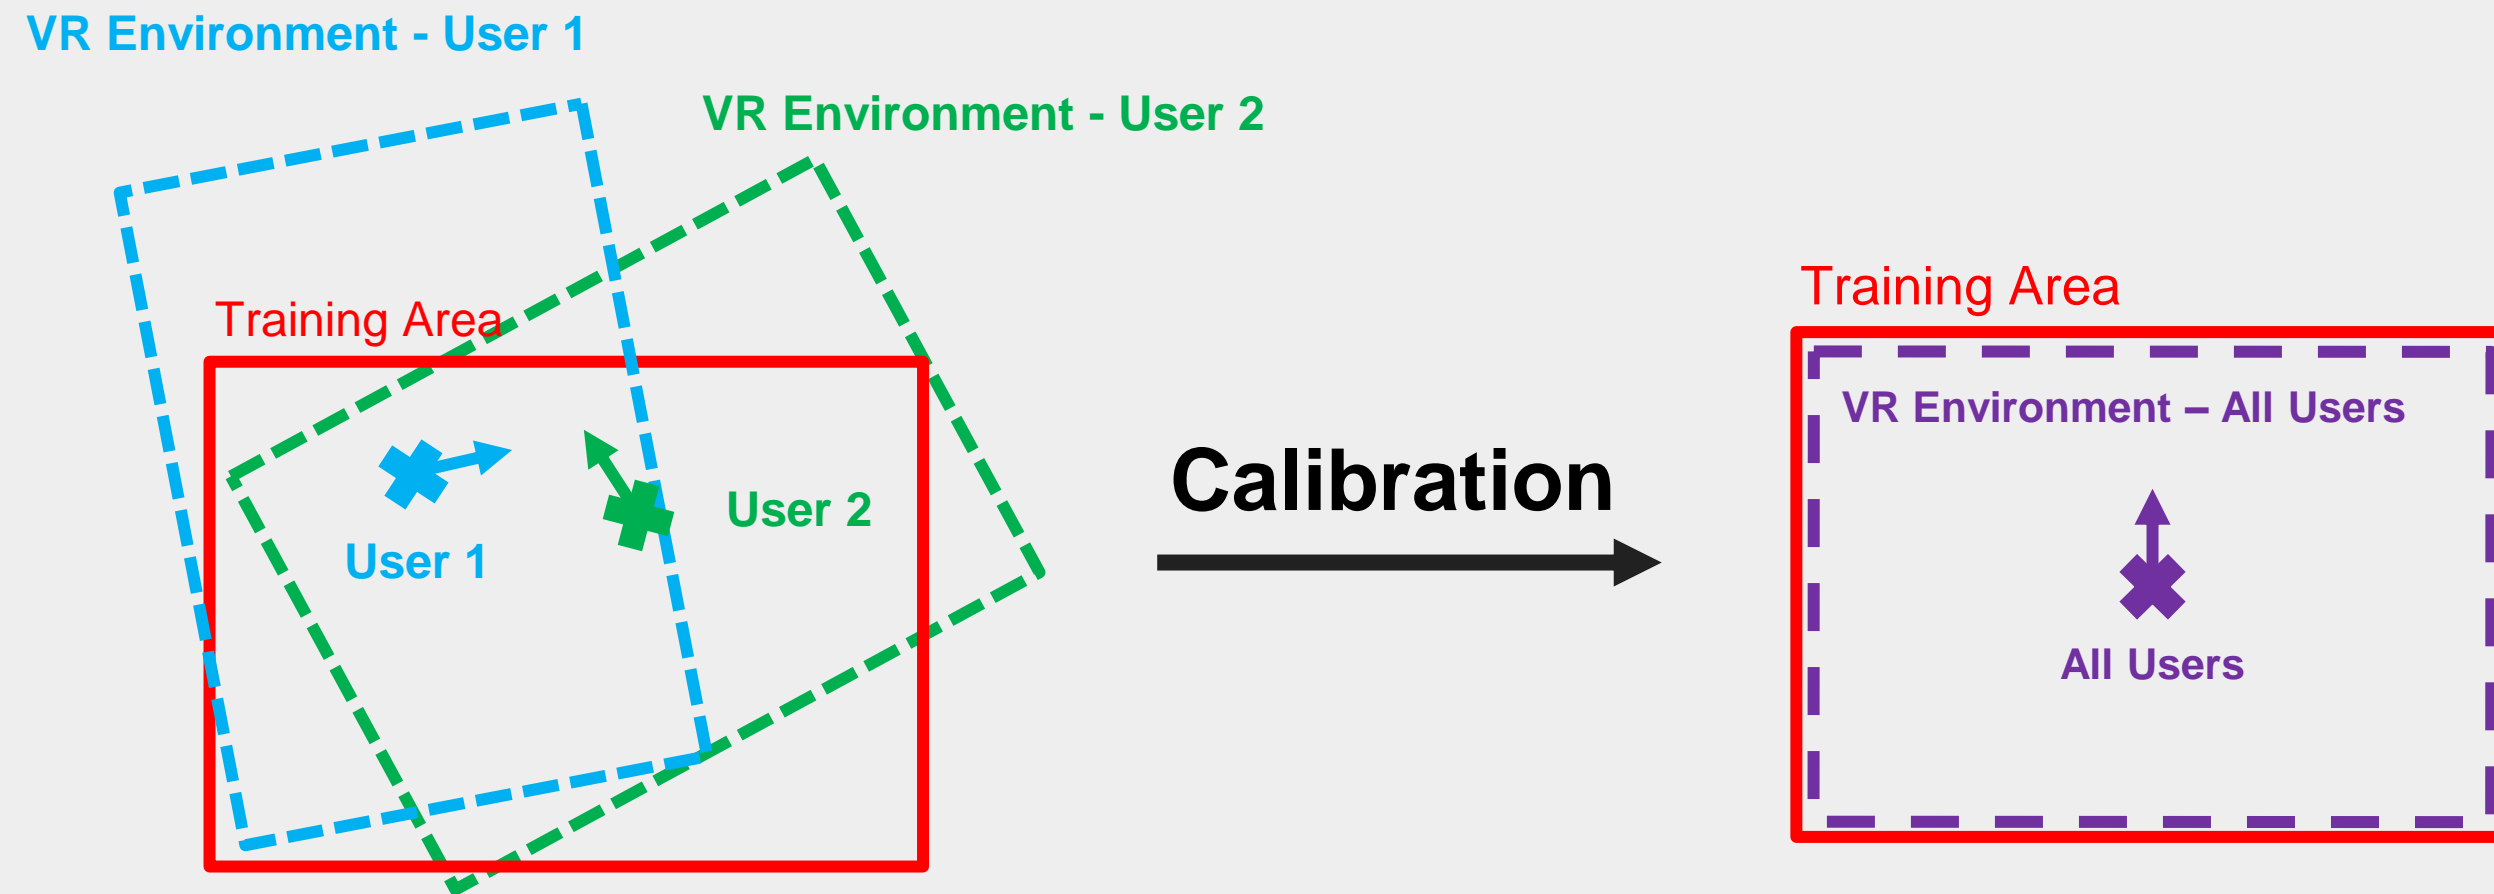 VR Environment - User 1
VR Environment - User 2
Training Area
User 1
User 2
Calibration
Training Area
VR Environment – All Users
All Users